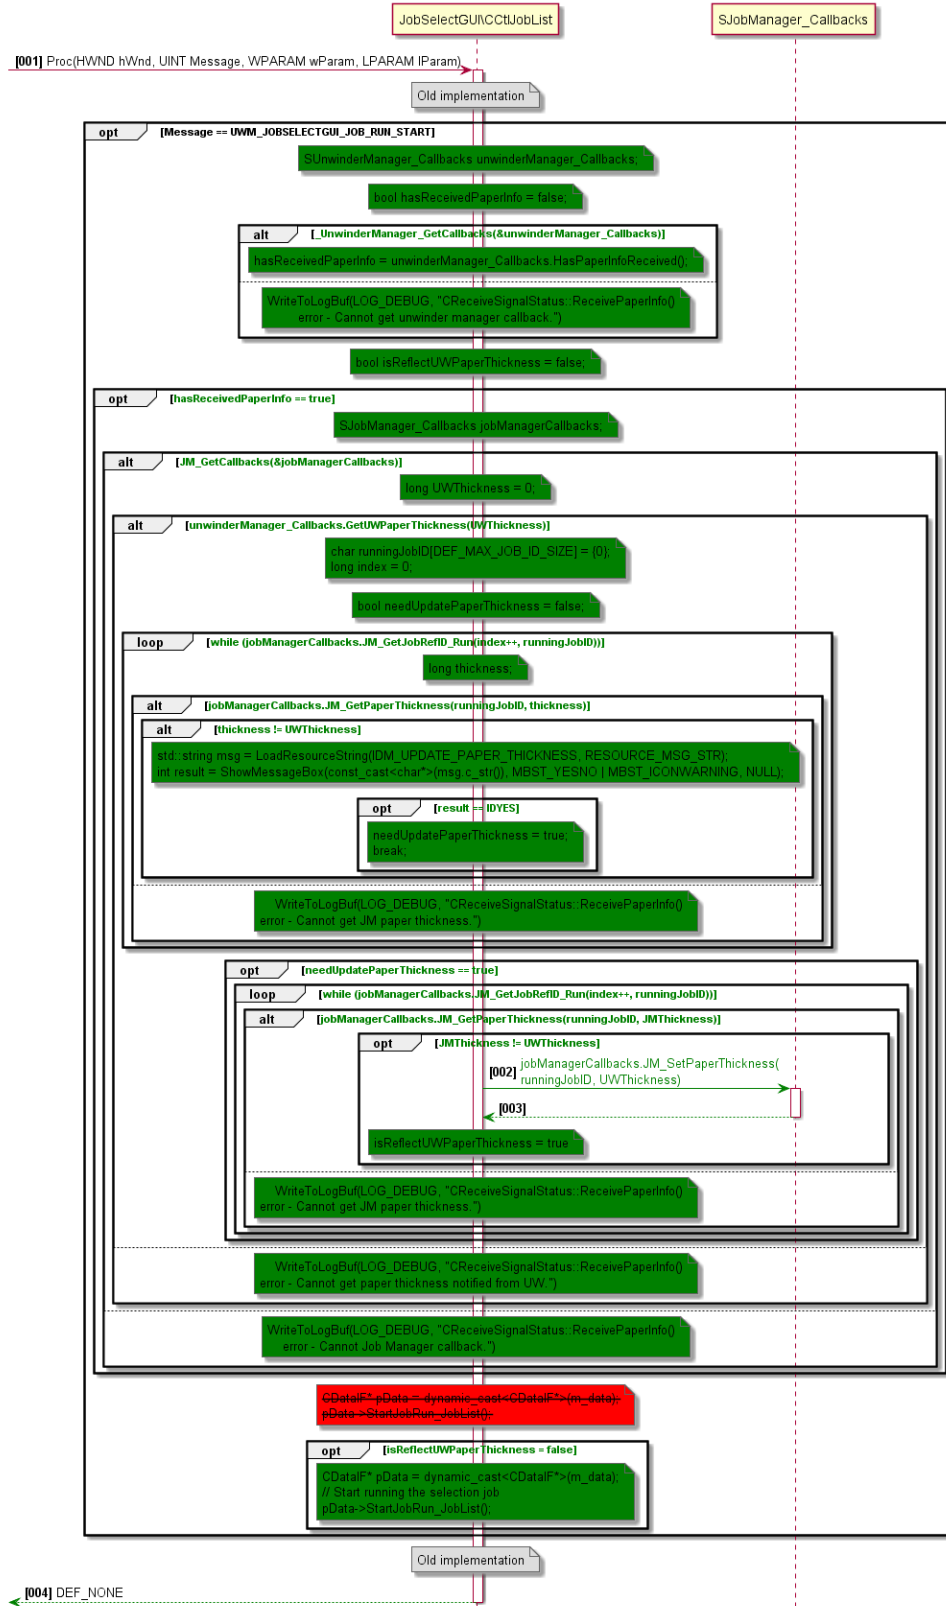 JobSelectGUI\CCtlJobList
SJobManager_Callbacks
[001] Proc(HWND hWnd, UINT Message, WPARAM wParam, LPARAM lParam)
Old implementation
opt [Message == UWM_JOBSELECTGUI_JOB_RUN_START]
SUnwinderManager_Callbacks unwinderManager_Callbacks;
bool hasReceivedPaperInfo = false;
alt [_UnwinderManager_GetCallbacks(&unwinderManager_Callbacks)]
hasReceivedPaperInfo = unwinderManager_Callbacks.HasPaperInfoReceived();
WriteToLogBuf(LOG_DEBUG, "CReceiveSignalStatus::ReceivePaperInfo()
error - Cannot get unwinder manager callback.")
bool isReflectUWPaperThickness = false;
opt [hasReceivedPaperInfo == true]
SJobManager_Callbacks jobManagerCallbacks;
alt [JM_GetCallbacks(&jobManagerCallbacks)]
long UWThickness = 0;
alt [unwinderManager_Callbacks.GetUWPaperThickness(UWThickness)]
char runningJobID[DEF_MAX_JOB_ID_SIZE] = {0};
long index = 0;
bool needUpdatePaperThickness = false;
loop [while (jobManagerCallbacks.JM_GetJobRefID_Run(index++, runningJobID))]
long thickness;
alt [jobManagerCallbacks.JM_GetPaperThickness(runningJobID, thickness)]
alt [thickness != UWThickness]
std::string msg = LoadResourceString(IDM_UPDATE_PAPER_THICKNESS, RESOURCE_MSG_STR);
int result = ShowMessageBox(const_cast<char*>(msg.c_str()), MBST_YESNO | MBST_ICONWARNING, NULL);
opt [result == IDYES]
needUpdatePaperThickness = true;
break;
WriteToLogBuf(LOG_DEBUG, "CReceiveSignalStatus::ReceivePaperInfo()
error - Cannot get JM paper thickness.")
opt [needUpdatePaperThickness == true]
loop [while (jobManagerCallbacks.JM_GetJobRefID_Run(index++, runningJobID))]
alt [jobManagerCallbacks.JM_GetPaperThickness(runningJobID, JMThickness)]
opt [JMThickness != UWThickness]
[002] jobManagerCallbacks.JM_SetPaperThickness(
runningJobID, UWThickness)
[003]
isReflectUWPaperThickness = true
WriteToLogBuf(LOG_DEBUG, "CReceiveSignalStatus::ReceivePaperInfo()
error - Cannot get JM paper thickness.")
WriteToLogBuf(LOG_DEBUG, "CReceiveSignalStatus::ReceivePaperInfo()
error - Cannot get paper thickness notified from UW.")
WriteToLogBuf(LOG_DEBUG, "CReceiveSignalStatus::ReceivePaperInfo()
error - Cannot Job Manager callback.")
CDataIF* pData = dynamic_cast<CDataIF*>(m_data);
pData->StartJobRun_JobList();
opt [isReflectUWPaperThickness = false]
CDataIF* pData = dynamic_cast<CDataIF*>(m_data);
// Start running the selection job
pData->StartJobRun_JobList();
Old implementation
[004] DEF_NONE